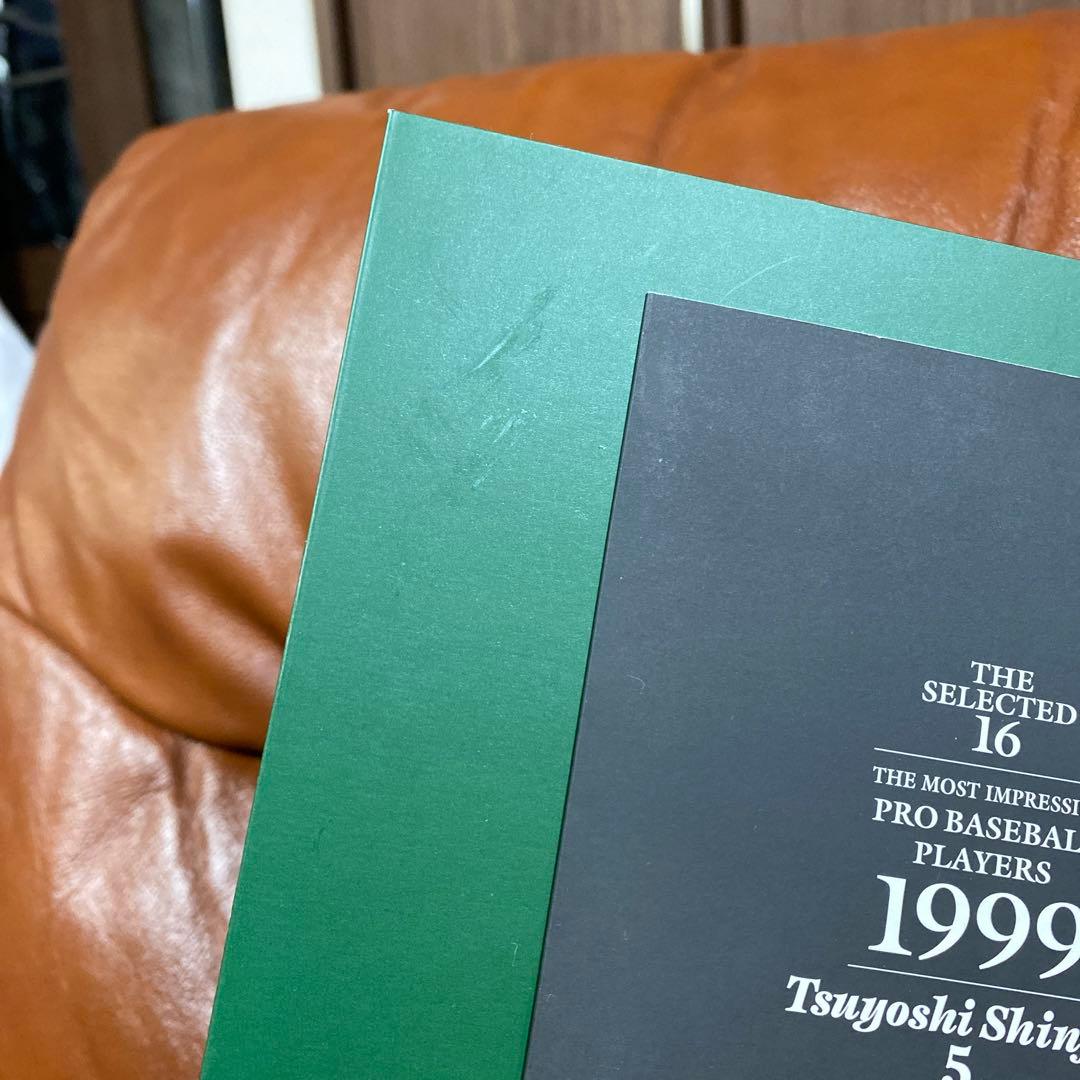 THE
SELECTED
16
THE MOST IMPRESSI
PRO BASEBAL
PLAYERS
1999
Tsuyoshi Shin
5